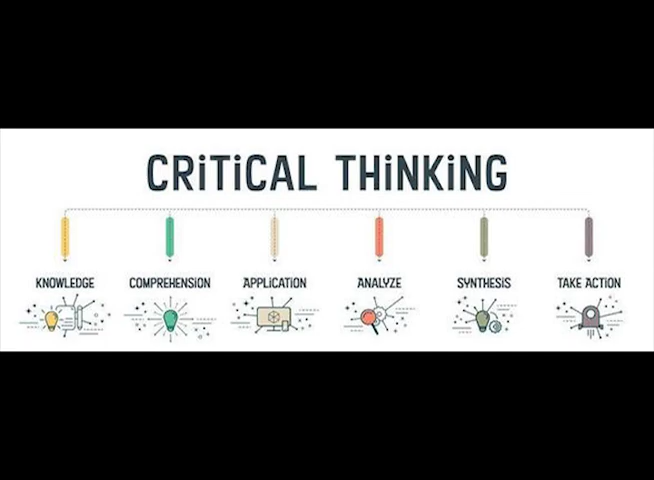 CRiTiCAL THiNKiNG
KNOWLEDGE COMPREHENSiON APPLiCATiON ANALYZE SYNTHESiS TAKE ACTiON